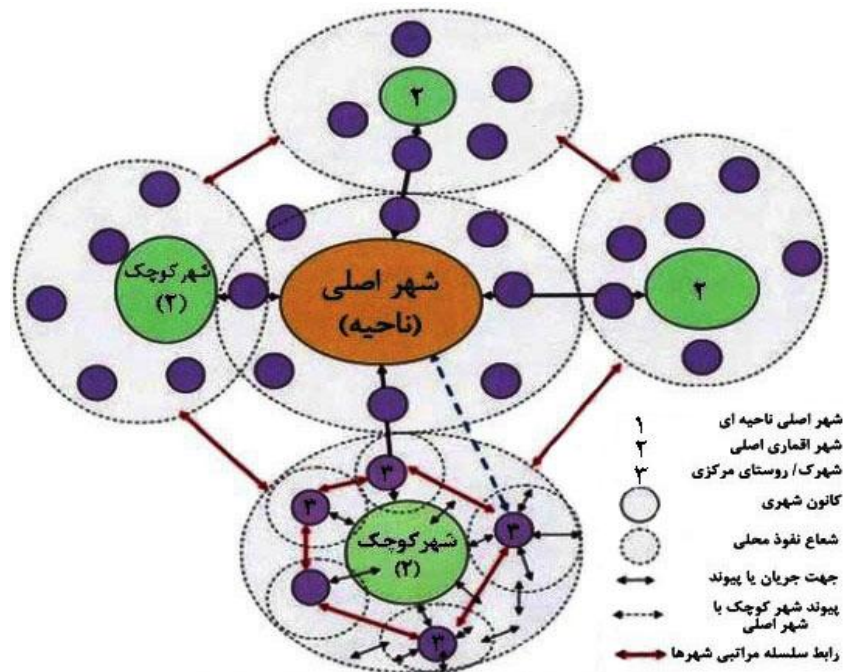 ۲
شهر کوچک
(۲)
شهر اصلی
(ناحیه)
۲
۳
۳
۳
شهر کوچک
(۲)
۳
۱ شهر اصلی ناحیه ای
۲ شهر اقماری اصلی
۳ شهرک/ روستای مرکزی
کانون شهری
شعاع نفوذ محلی
جهت جریان یا پیوند
پیوند شهر کوچک با
شهر اصلی
رابط سلسله مراتبی شهرها